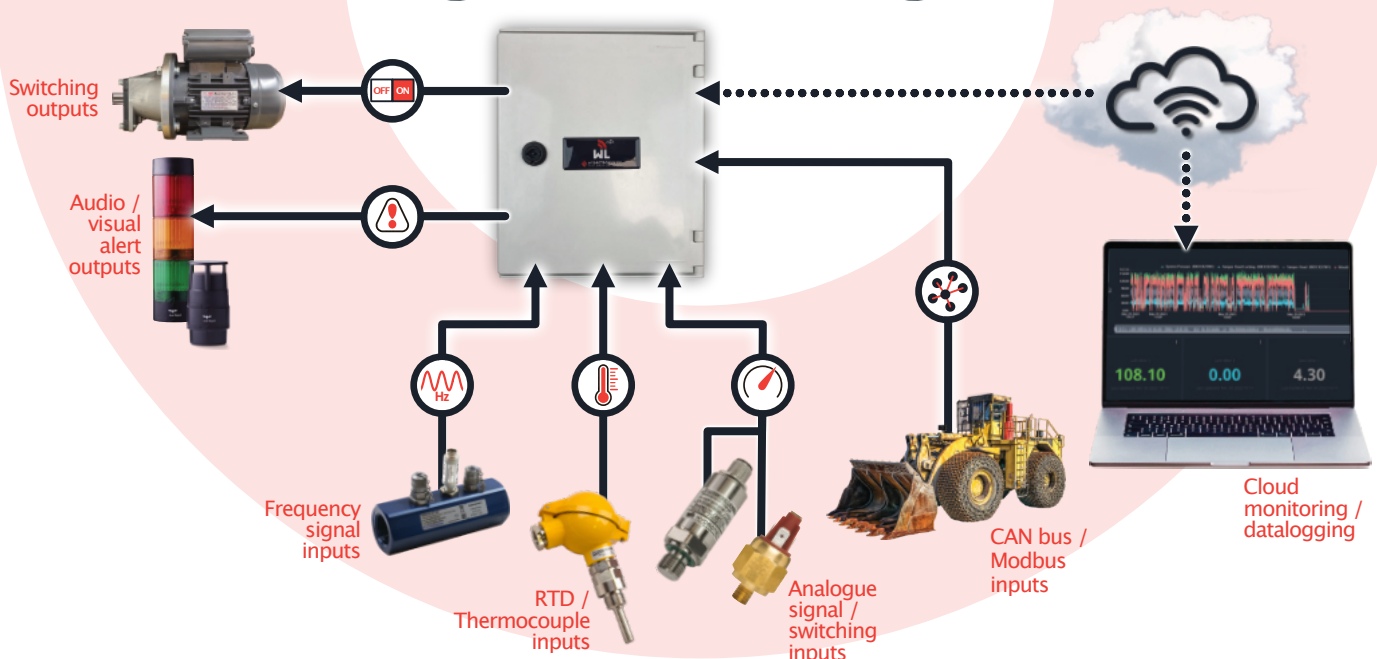 Switching
outputs
OFF ON
WL
Audio /
visual
alert
outputs
Hz
108.10
0.00
4.30
Frequency
signal
inputs
RTD /
Thermocouple
inputs
Analogue
signal /
switching
inputs
CAN bus /
Modbus
inputs
Cloud
monitoring /
datalogging